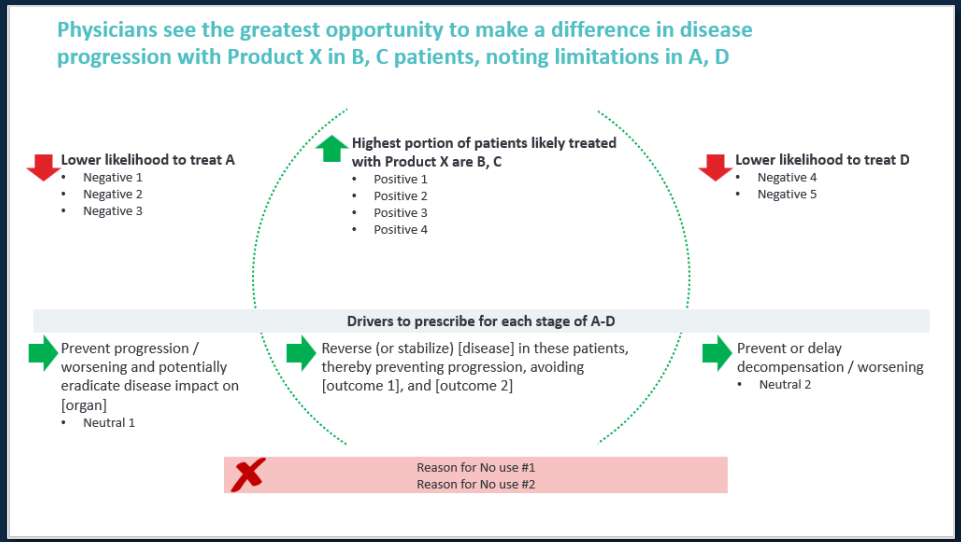 Physicians see the greatest opportunity to make a difference in disease
progression with Product X in B, C patients, noting limitations in A, D
Lower likelihood to treat A
• Negative 1
• Negative 2
• Negative 3
Highest portion of patients likely treated
with Product X are B, C
• Positive 1
• Positive 2
• Positive 3
• Positive 4
Lower likelihood to treat D
• Negative 4
• Negative 5
Drivers to prescribe for each stage of A-D
Prevent progression /
worsening and potentially
eradicate disease impact on
[organ]
• Neutral 1
Reverse (or stabilize) [disease] in these patients,
thereby preventing progression, avoiding
[outcome 1], and [outcome 2]
Prevent or delay
decompensation / worsening
• Neutral 2
Reason for No use #1
Reason for No use #2